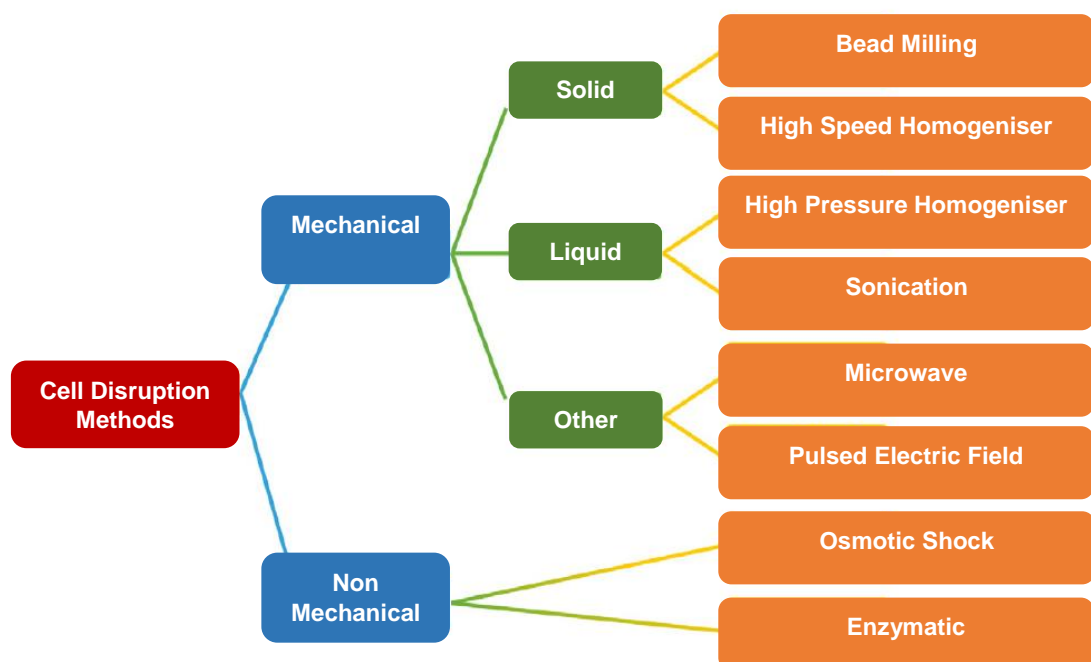 Bead Milling
Solid
High Speed Homogeniser
Mechanical
High Pressure Homogeniser
Liquid
Sonication
Cell Disruption
Methods
Microwave
Other
Pulsed Electric Field
Osmotic Shock
Non
Mechanical
Enzymatic